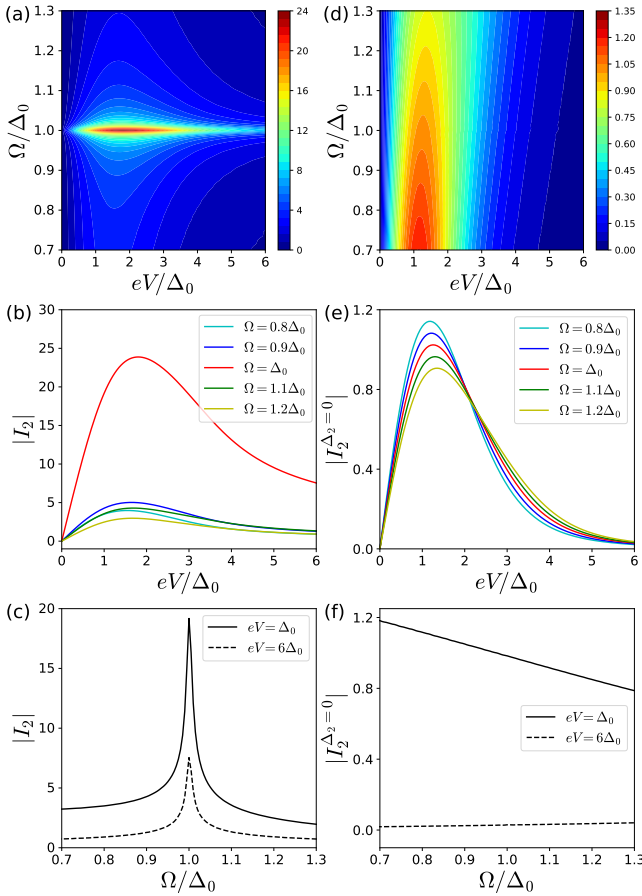 (a)
1.3
1.2
1.1
1.0
0.9
0.8
0.7
Ω/Δ₀
0 1 2 3 4 5 6
eV/Δ₀
24
20
16
12
8
4
0
(d)
1.3
1.2
1.1
1.0
0.9
0.8
0.7
Ω/Δ₀
0 1 2 3 4 5 6
eV/Δ₀
1.35
1.20
1.05
0.90
0.75
0.60
0.45
0.30
0.15
0.00
(b)
30
25
20
15
10
5
0
|I₂|
Ω = 0.8Δ₀
Ω = 0.9Δ₀
Ω = Δ₀
Ω = 1.1Δ₀
Ω = 1.2Δ₀
0 1 2 3 4 5 6
eV/Δ₀
(e)
1.2
0.8
0.4
0.0
|I₂^{Δ₂=0}|
Ω = 0.8Δ₀
Ω = 0.9Δ₀
Ω = Δ₀
Ω = 1.1Δ₀
Ω = 1.2Δ₀
0 1 2 3 4 5 6
eV/Δ₀
(c)
20
15
10
5
0
|I₂|
eV = Δ₀
eV = 6Δ₀
0.7 0.8 0.9 1.0 1.1 1.2 1.3
Ω/Δ₀
(f)
1.2
0.8
0.4
0.0
|I₂^{Δ₂=0}|
eV = Δ₀
eV = 6Δ₀
0.7 0.8 0.9 1.0 1.1 1.2 1.3
Ω/Δ₀